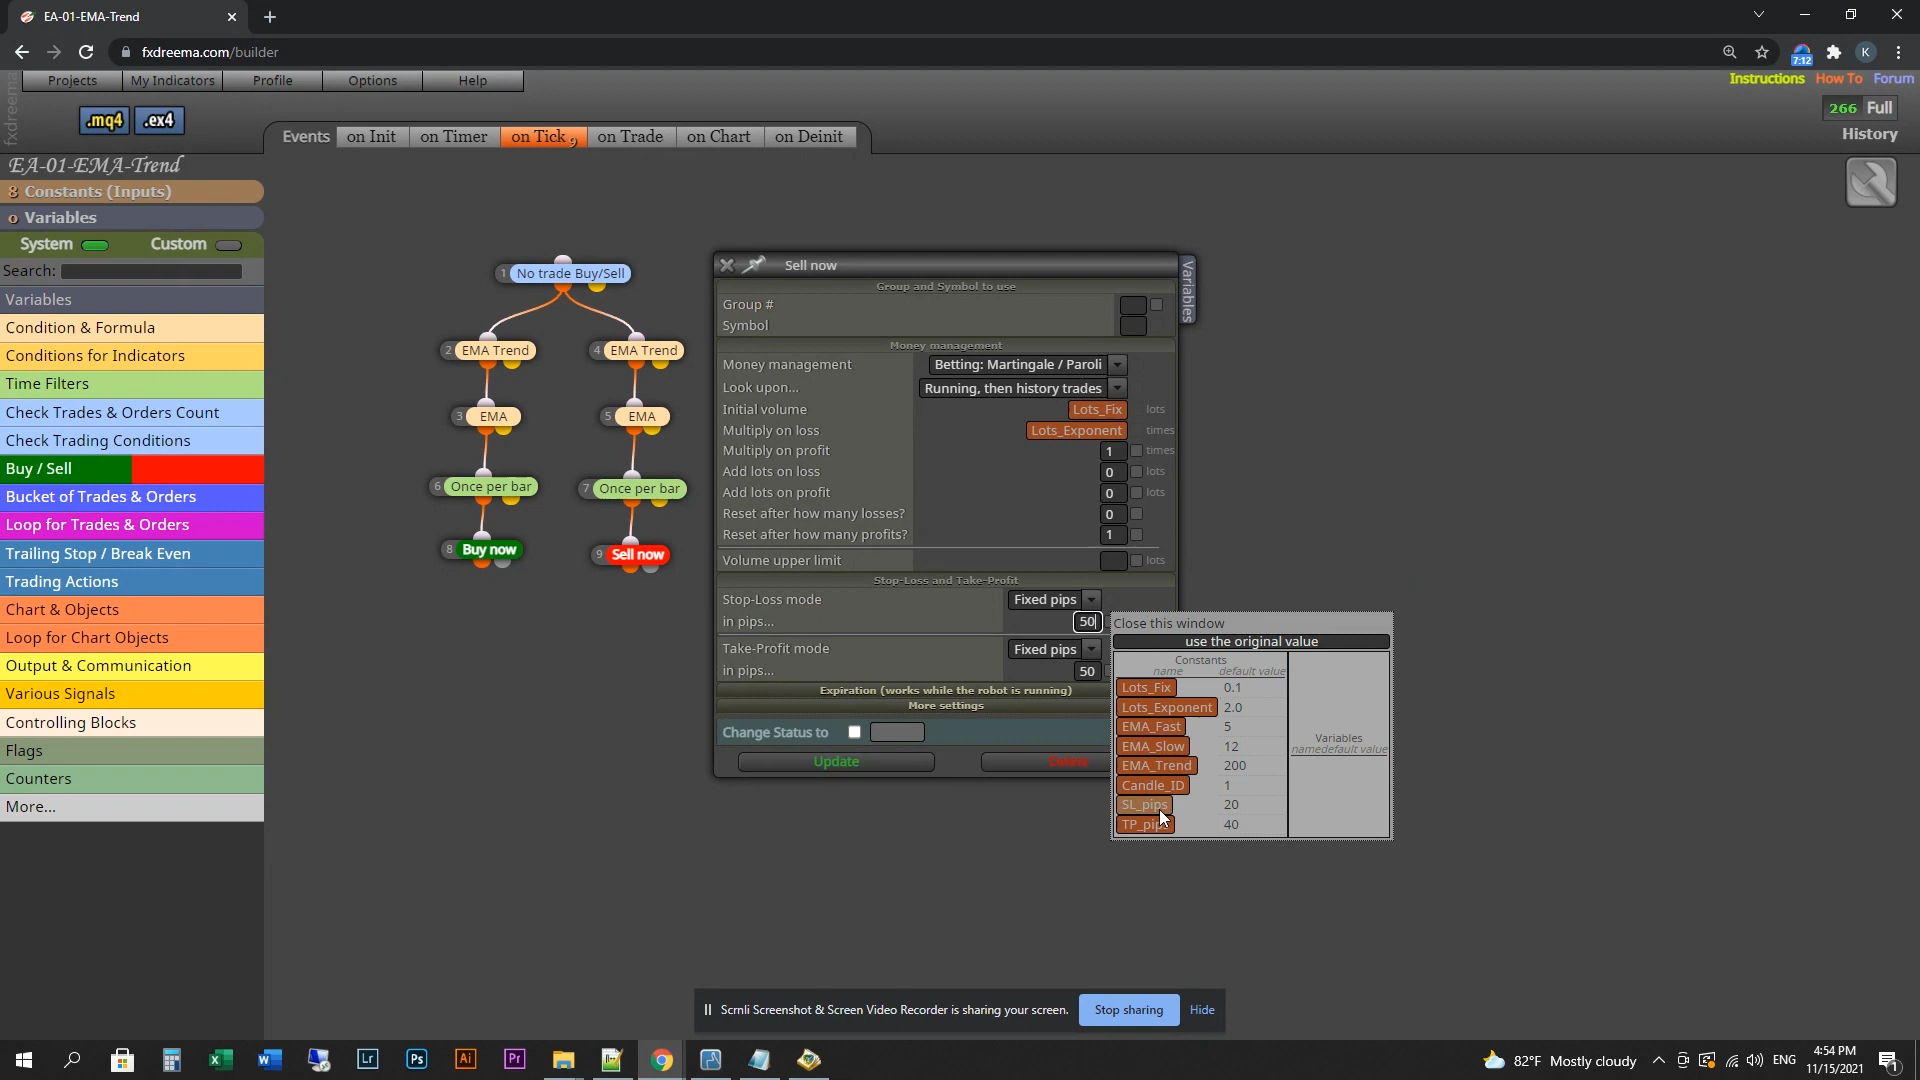 EA-01-EMA-Trend
fxdreema.com/builder
7:12
K
Projects
My Indicators
Profile
Options
Help
Instructions
How To
Forum
fxdreema
.mq4
.ex4
266 Full
History
Events
on Init
on Timer
on Tick 9
on Trade
on Chart
on Deinit
EA-01-EMA-Trend
8 Constants (Inputs)
0 Variables
System
Custom
Search:
Variables
Condition & Formula
Conditions for Indicators
Time Filters
Check Trades & Orders Count
Check Trading Conditions
Buy / Sell
Bucket of Trades & Orders
Loop for Trades & Orders
Trailing Stop / Break Even
Trading Actions
Chart & Objects
Loop for Chart Objects
Output & Communication
Various Signals
Controlling Blocks
Flags
Counters
More...
1 No trade Buy/Sell
2 EMA Trend
4 EMA Trend
3 EMA
5 EMA
6 Once per bar
7 Once per bar
8 Buy now
9 Sell now
Sell now
Variables
Group and Symbol to use
Group #
Symbol
Money management
Money management Betting: Martingale / Paroli
Look upon... Running, then history trades
Initial volume Lots_Fix lots
Multiply on loss Lots_Exponent times
Multiply on profit 1 times
Add lots on loss 0 lots
Add lots on profit 0 lots
Reset after how many losses? 0
Reset after how many profits? 1
Volume upper limit lots
Stop-Loss and Take-Profit
Stop-Loss mode Fixed pips
in pips... 50
Take-Profit mode Fixed pips
in pips... 50
Expiration (works while the robot is running)
More settings
Change Status to
Update
Delete
Close this window
use the original value
Constants
name default value
Lots_Fix 0.1
Lots_Exponent 2.0
EMA_Fast 5
EMA_Slow 12
EMA_Trend 200
Candle_ID 1
SL_pips 20
TP_pip 40
Variables
namedefault value
Scrnli Screenshot & Screen Video Recorder is sharing your screen.
Stop sharing
Hide
Lr
Ps
Ai
Pr
82°F Mostly cloudy
ENG
4:54 PM
11/15/2021
1